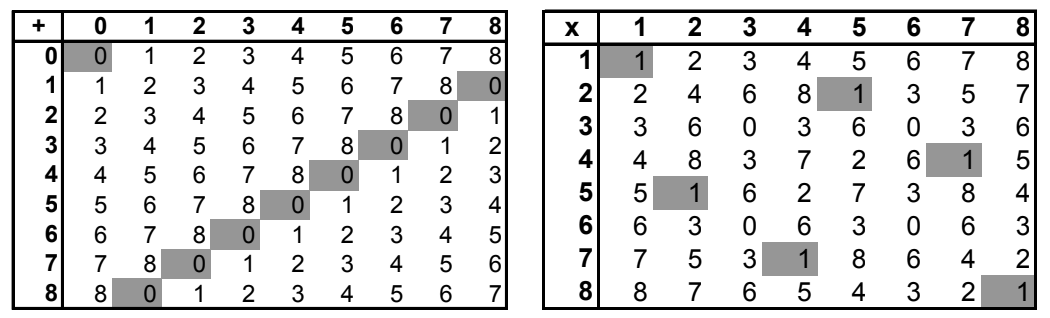 + 0 1 2 3 4 5 6 7 8
0 0 1 2 3 4 5 6 7 8
1 1 2 3 4 5 6 7 8 0
2 2 3 4 5 6 7 8 0 1
3 3 4 5 6 7 8 0 1 2
4 4 5 6 7 8 0 1 2 3
5 5 6 7 8 0 1 2 3 4
6 6 7 8 0 1 2 3 4 5
7 7 8 0 1 2 3 4 5 6
8 8 0 1 2 3 4 5 6 7
x 1 2 3 4 5 6 7 8
1 1 2 3 4 5 6 7 8
2 2 4 6 8 1 3 5 7
3 3 6 0 3 6 0 3 6
4 4 8 3 7 2 6 1 5
5 5 1 6 2 7 3 8 4
6 6 3 0 6 3 0 6 3
7 7 5 3 1 8 6 4 2
8 8 7 6 5 4 3 2 1